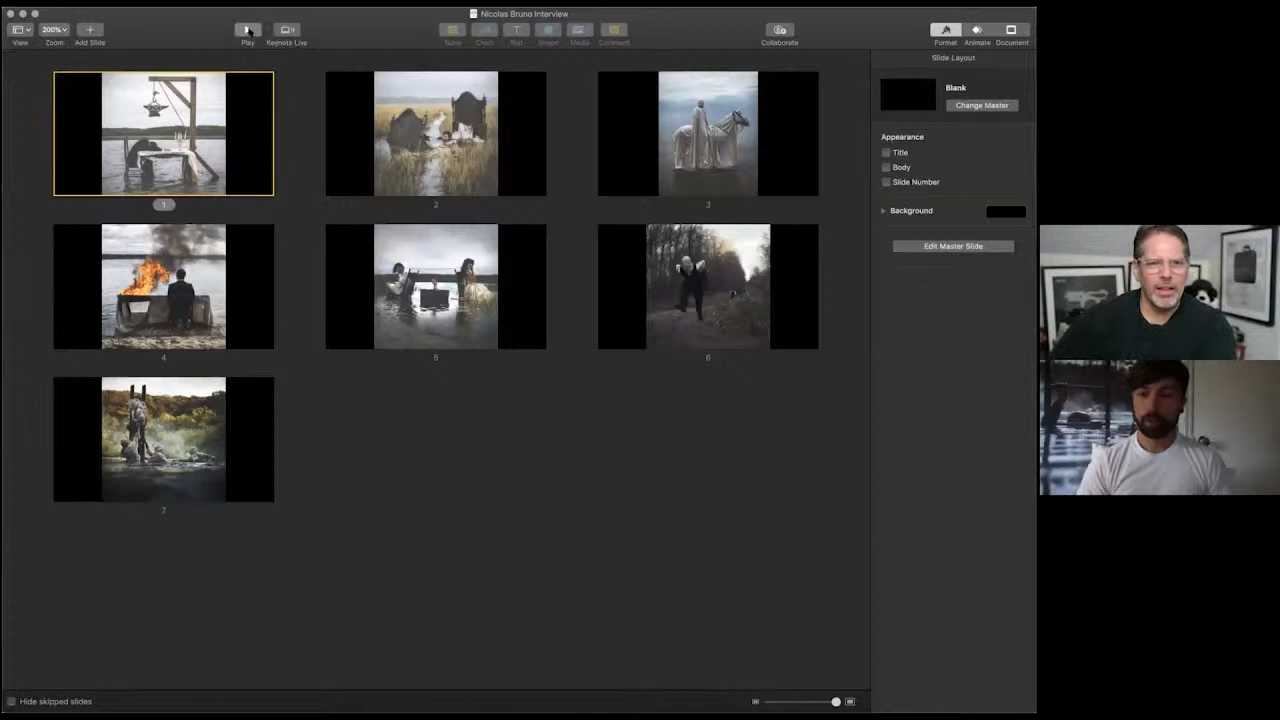 Nicolas Bruno Interview
200%
View
Zoom
Add Slide
Play
Keynote Live
Table
Chart
Text
Shape
Media
Comment
Collaborate
Format
Animate
Document
Slide Layout
Blank
Change Master
Appearance
Title
Body
Slide Number
Background
Edit Master Slide
1
2
3
4
5
6
7
Hide skipped slides